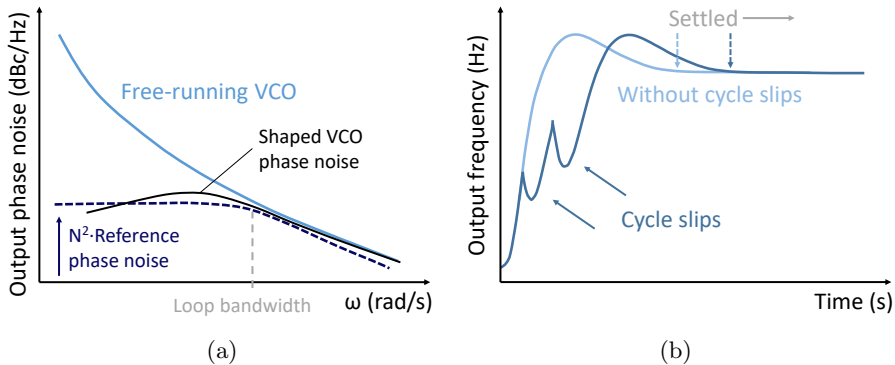 Output phase noise (dBc/Hz)
Free-running VCO
Shaped VCO
phase noise
N²·Reference
phase noise
Loop bandwidth
ω (rad/s)
(a)
Output frequency (Hz)
Settled
Without cycle slips
Cycle slips
Time (s)
(b)